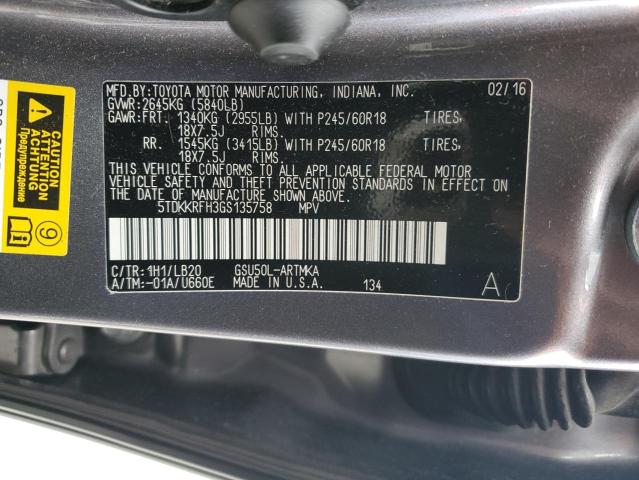 MFD.BY:TOYOTA MOTOR MANUFACTURING, INDIANA, INC. 02/16
GVWR:2645KG (5840LB)
GAWR:FRT. 1340KG (2955LB) WITH P245/60R18 TIRES,
18X7.5J RIMS.
RR. 1545KG (3415LB) WITH P245/60R18 TIRES,
18X7.5J RIMS.
THIS VEHICLE CONFORMS TO ALL APPLICABLE FEDERAL MOTOR
VEHICLE SAFETY AND THEFT PREVENTION STANDARDS IN EFFECT
ON THE DATE OF MANUFACTURE SHOWN ABOVE.
5TDKKRFH3GS135758 MPV
C/TR:1H1/LB20 GSU50L-ARTMKA
A/TM:-01A/U660E MADE IN U.S.A. 134 A
CAUTION
ATTENTION
ACHTUNG
Предупреждение
9